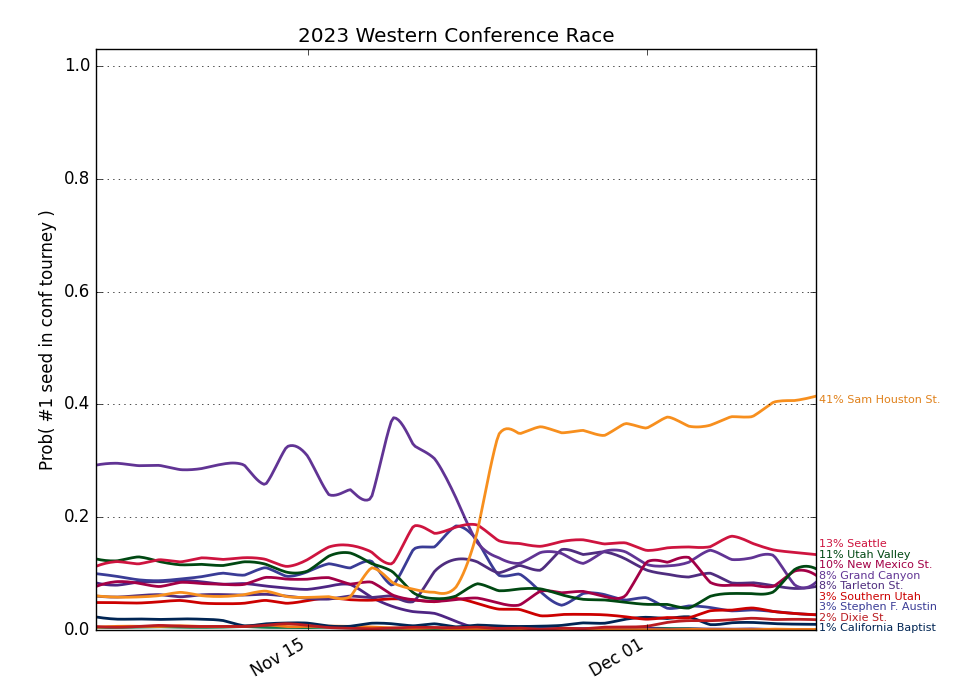 2023 Western Conference Race
Prob( #1 seed in conf tourney )
1.0
0.8
0.6
0.4
0.2
0.0
Nov 15
Dec 01
41% Sam Houston St.
13% Seattle
11% Utah Valley
10% New Mexico St.
8% Grand Canyon
8% Tarleton St.
3% Southern Utah
3% Stephen F. Austin
2% Dixie St.
1% California Baptist